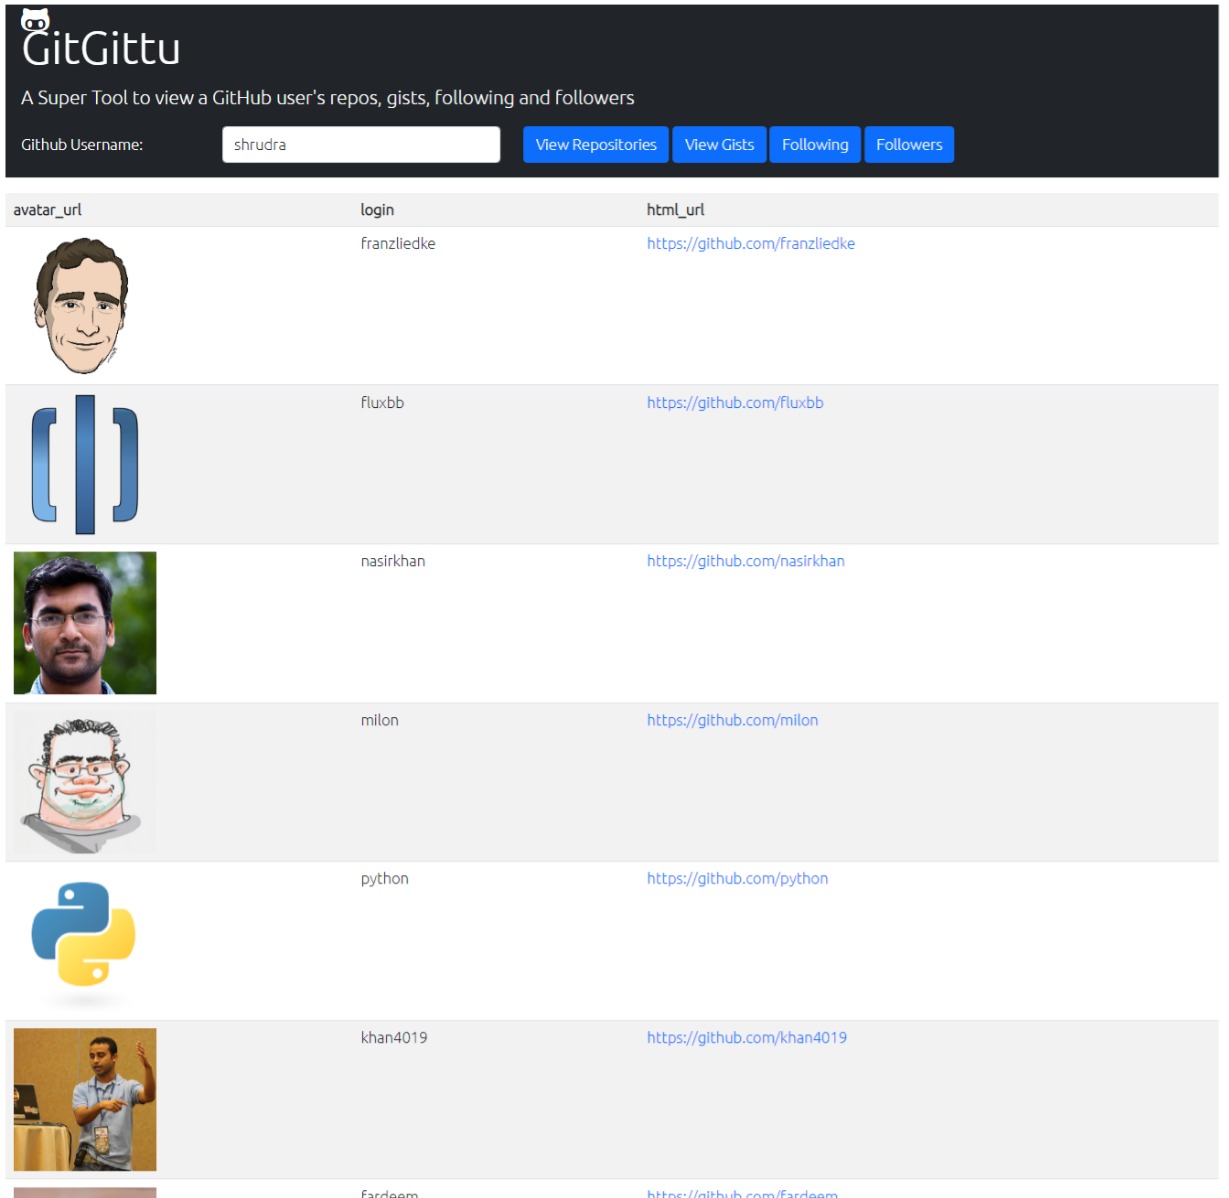 GitGittu
A Super Tool to view a GitHub user's repos, gists, following and followers
Github Username: shrudra View Repositories View Gists Following Followers
avatar_url login html_url
franzliedke https://github.com/franzliedke
fluxbb https://github.com/fluxbb
nasirkhan https://github.com/nasirkhan
milon https://github.com/milon
python https://github.com/python
khan4019 https://github.com/khan4019
fardeem https://github.com/fardeem